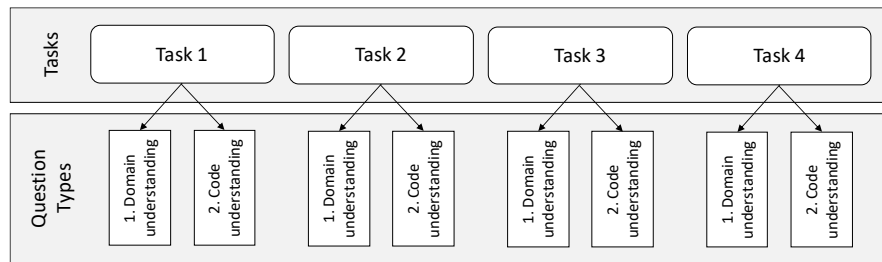 Tasks
Task 1
Task 2
Task 3
Task 4
Question
Types
1. Domain
understanding
2. Code
understanding
1. Domain
understanding
2. Code
understanding
1. Domain
understanding
2. Code
understanding
1. Domain
understanding
2. Code
understanding